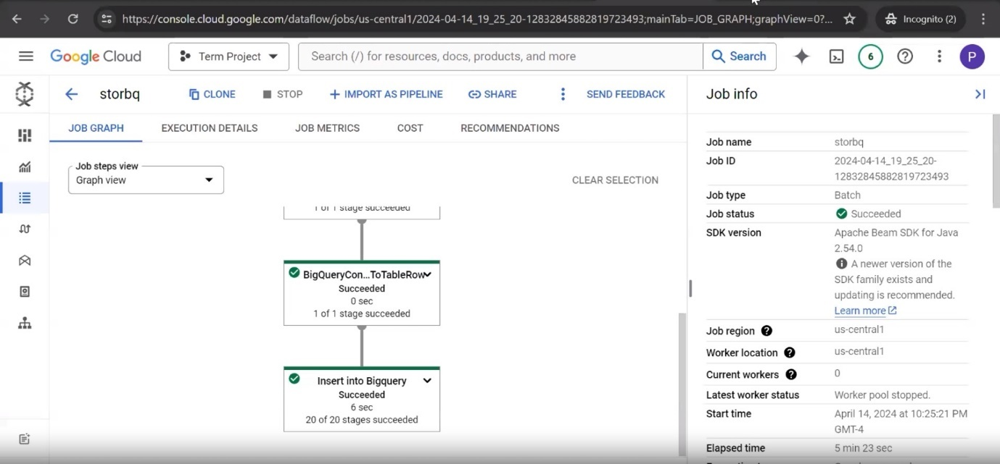 https://console.cloud.google.com/dataflow/jobs/us-central1/2024-04-14_19_25_20-12832845882819723493;mainTab=JOB_GRAPH;graphView=0?...
Incognito (2)
Google Cloud
Term Project
Search (/) for resources, docs, products, and more
Search
6
P
storbq
CLONE
STOP
IMPORT AS PIPELINE
SHARE
SEND FEEDBACK
Job info
JOB GRAPH
EXECUTION DETAILS
JOB METRICS
COST
RECOMMENDATIONS
Job steps view
Graph view
CLEAR SELECTION
1 of 1 stage succeeded
BigQueryCon...ToTableRow
Succeeded
0 sec
1 of 1 stage succeeded
Insert into Bigquery
Succeeded
6 sec
20 of 20 stages succeeded
Job name storbq
Job ID 2024-04-14_19_25_20-
12832845882819723493
Job type Batch
Job status Succeeded
SDK version Apache Beam SDK for Java
2.54.0
A newer version of the
SDK family exists and
updating is recommended.
Learn more
Job region us-central1
Worker location us-central1
Current workers 0
Latest worker status Worker pool stopped.
Start time April 14, 2024 at 10:25:21 PM
GMT-4
Elapsed time 5 min 23 sec